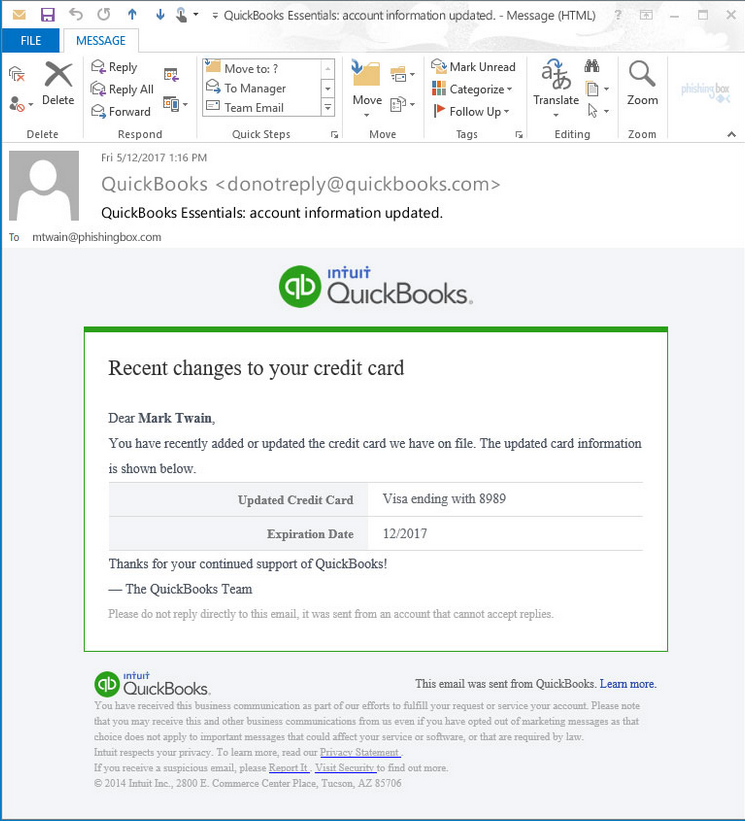 QuickBooks Essentials: account information updated. - Message (HTML)
FILE MESSAGE
Delete
Reply
Reply All
Forward
Move to: ?
To Manager
Team Email
Move
Mark Unread
Categorize
Follow Up
Translate
Zoom
phishingbox
Delete Respond Quick Steps Move Tags Editing Zoom
Fri 5/12/2017 1:16 PM
QuickBooks <donotreply@quickbooks.com>
QuickBooks Essentials: account information updated.
To mtwain@phishingbox.com
qb intuit QuickBooks.
Recent changes to your credit card
Dear Mark Twain,
You have recently added or updated the credit card we have on file. The updated card information
is shown below.
Updated Credit Card Visa ending with 8989
Expiration Date 12/2017
Thanks for your continued support of QuickBooks!
— The QuickBooks Team
Please do not reply directly to this email, it was sent from an account that cannot accept replies.
qb intuit QuickBooks.
This email was sent from QuickBooks. Learn more.
You have received this business communication as part of our efforts to fulfill your request or service your account. Please note
that you may receive this and other business communications from us even if you have opted out of marketing messages as that
choice does not apply to important messages that could affect your service or software, or that are required by law.
Intuit respects your privacy. To learn more, read our Privacy Statement .
If you receive a suspicious email, please Report It . Visit Security to find out more.
© 2014 Intuit Inc., 2800 E. Commerce Center Place, Tucson, AZ 85706